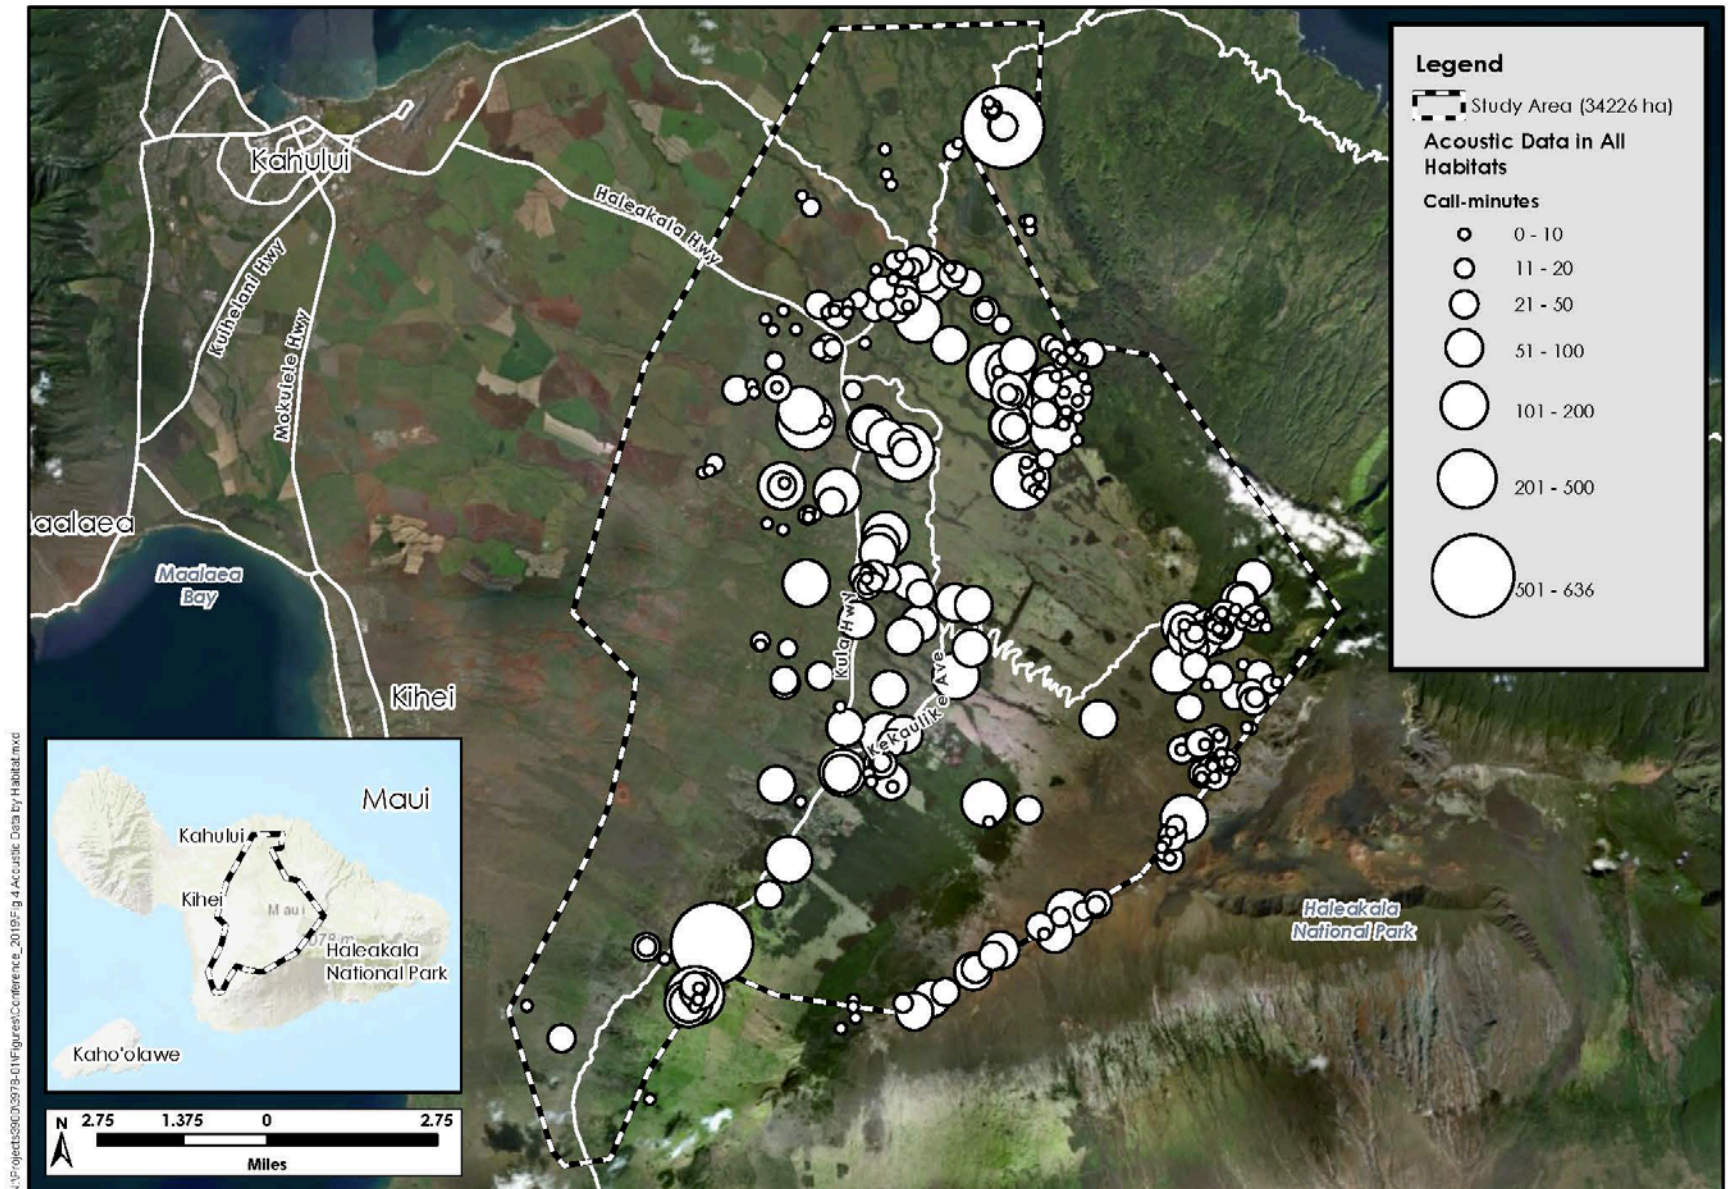 Legend
Study Area (34226 ha)
Acoustic Data in All
Habitats
Call-minutes
0 - 10
11 - 20
21 - 50
51 - 100
101 - 200
201 - 500
501 - 636
Kahului
Haleakala Hwy
Kuihelani Hwy
Mokulele Hwy
aalaea
Maalaea
Bay
Kihei
Kula Hwy
Kekaulike Ave
Haleakala
National Park
Maui
Kahului
Kihei
Maui
Haleakala
National Park
Kaho'olawe
N
2.75 1.375 0 2.75
Miles